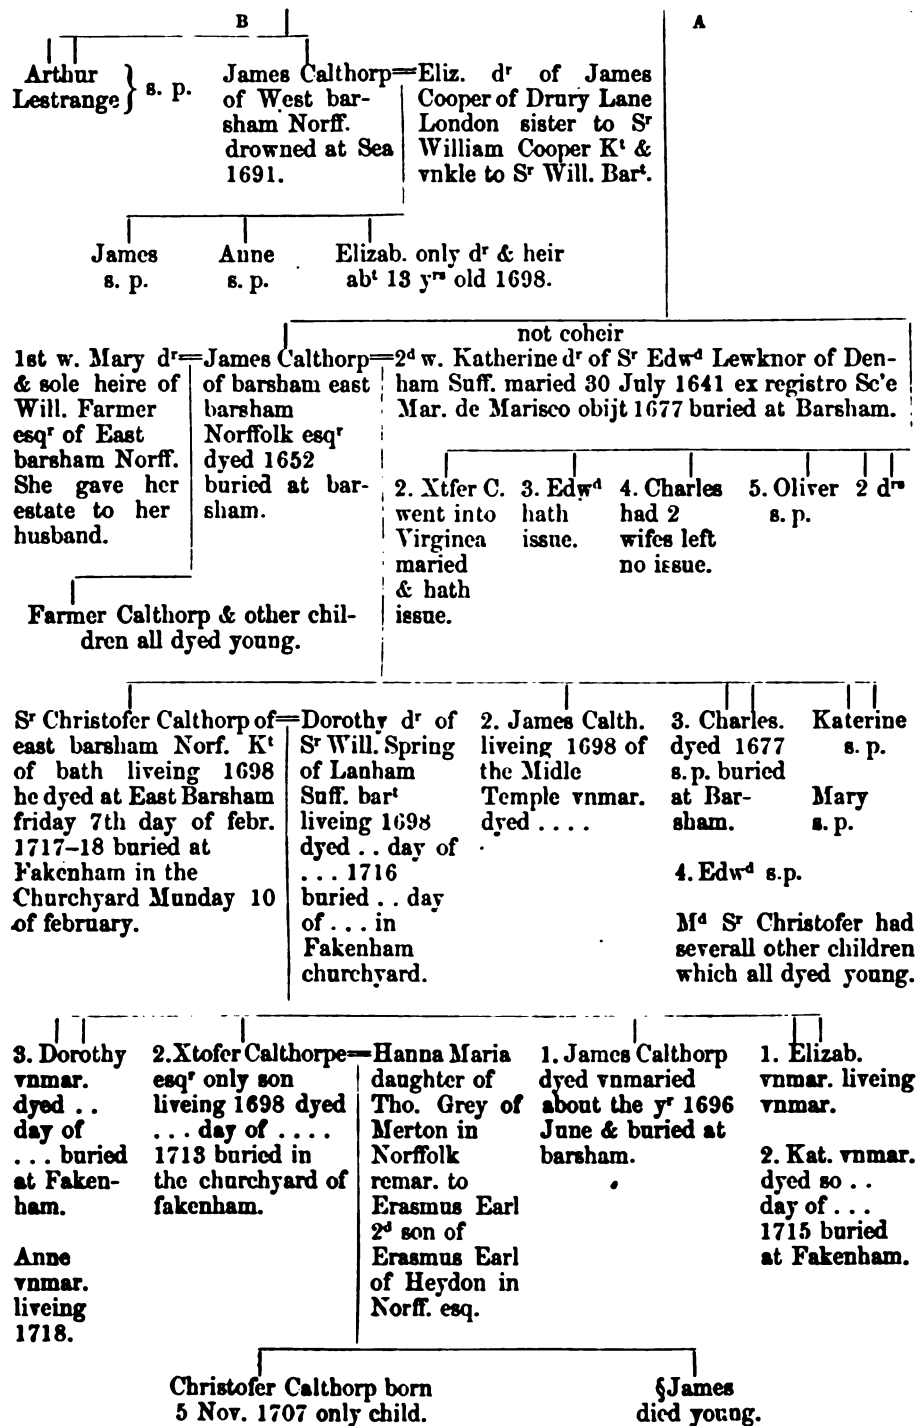 B
A
Arthur
Lestrange } s. p.
James Calthorp=
of West bar-
sham Norff.
drowned at Sea
1691.
Eliz. dʳ of James
Cooper of Drury Lane
London sister to Sʳ
William Cooper Kᵗ &
vnkle to Sʳ Will. Barᵗ.
James
s. p.
Anne
s. p.
Elizab. only dʳ & heir
abᵗ 13 yʳˢ old 1698.
1st w. Mary dʳ=
& sole heire of
Will. Farmer
esqʳ of East
barsham Norff.
She gave her
estate to her
husband.
James Calthorp=
of barsham east
barsham
Norffolk esqʳ
dyed 1652
buried at bar-
sham.
not coheir
2ᵈ w. Katherine dʳ of Sʳ Edwᵈ Lewknor of Den-
ham Suff. maried 30 July 1641 ex registro Sc'e
Mar. de Marisco obijt 1677 buried at Barsham.
2. Xtfer C.
went into
Virginea
maried
& hath
issue.
3. Edwᵈ
hath
issue.
4. Charles
had 2
wifes left
no issue.
5. Oliver
s. p.
2 dʳˢ
Farmer Calthorp & other chil-
dren all dyed young.
Sʳ Christofer Calthorp of=
east barsham Norf. Kᵗ
of bath liveing 1698
he dyed at East Barsham
friday 7th day of febr.
1717–18 buried at
Fakenham in the
Churchyard Munday 10
of february.
Dorothy dʳ of
Sʳ Will. Spring
of Lanham
Suff. barᵗ
liveing 1698
dyed . . day of
. . . 1716
buried . . day
of . . . in
Fakenham
churchyard.
2. James Calth.
liveing 1698 of
the Midle
Temple vnmar.
dyed . . . .
3. Charles.
dyed 1677
s. p. buried
at Bar-
sham.
4. Edwᵈ s.p.
Katerine
s. p.
Mary
s. p.
Mᵈ Sʳ Christofer had
severall other children
which all dyed young.
3. Dorothy
vnmar.
dyed . .
day of
. . . buried
at Faken-
ham.
Anne
vnmar.
liveing
1718.
2. Xtofer Calthorpe=
esqʳ only son
liveing 1698 dyed
. . . day of . . . .
1713 buried in
the churchyard of
fakenham.
Hanna Maria
daughter of
Tho. Grey of
Merton in
Norffolk
remar. to
Erasmus Earl
2ᵈ son of
Erasmus Earl
of Heydon in
Norff. esq.
1. James Calthorp
dyed vnmaried
about the yʳ 1696
June & buried at
barsham.
1. Elizab.
vnmar. liveing
vnmar.
2. Kat. vnmar.
dyed so . .
day of . . .
1715 buried
at Fakenham.
Christofer Calthorp born
5 Nov. 1707 only child.
§James
died young.